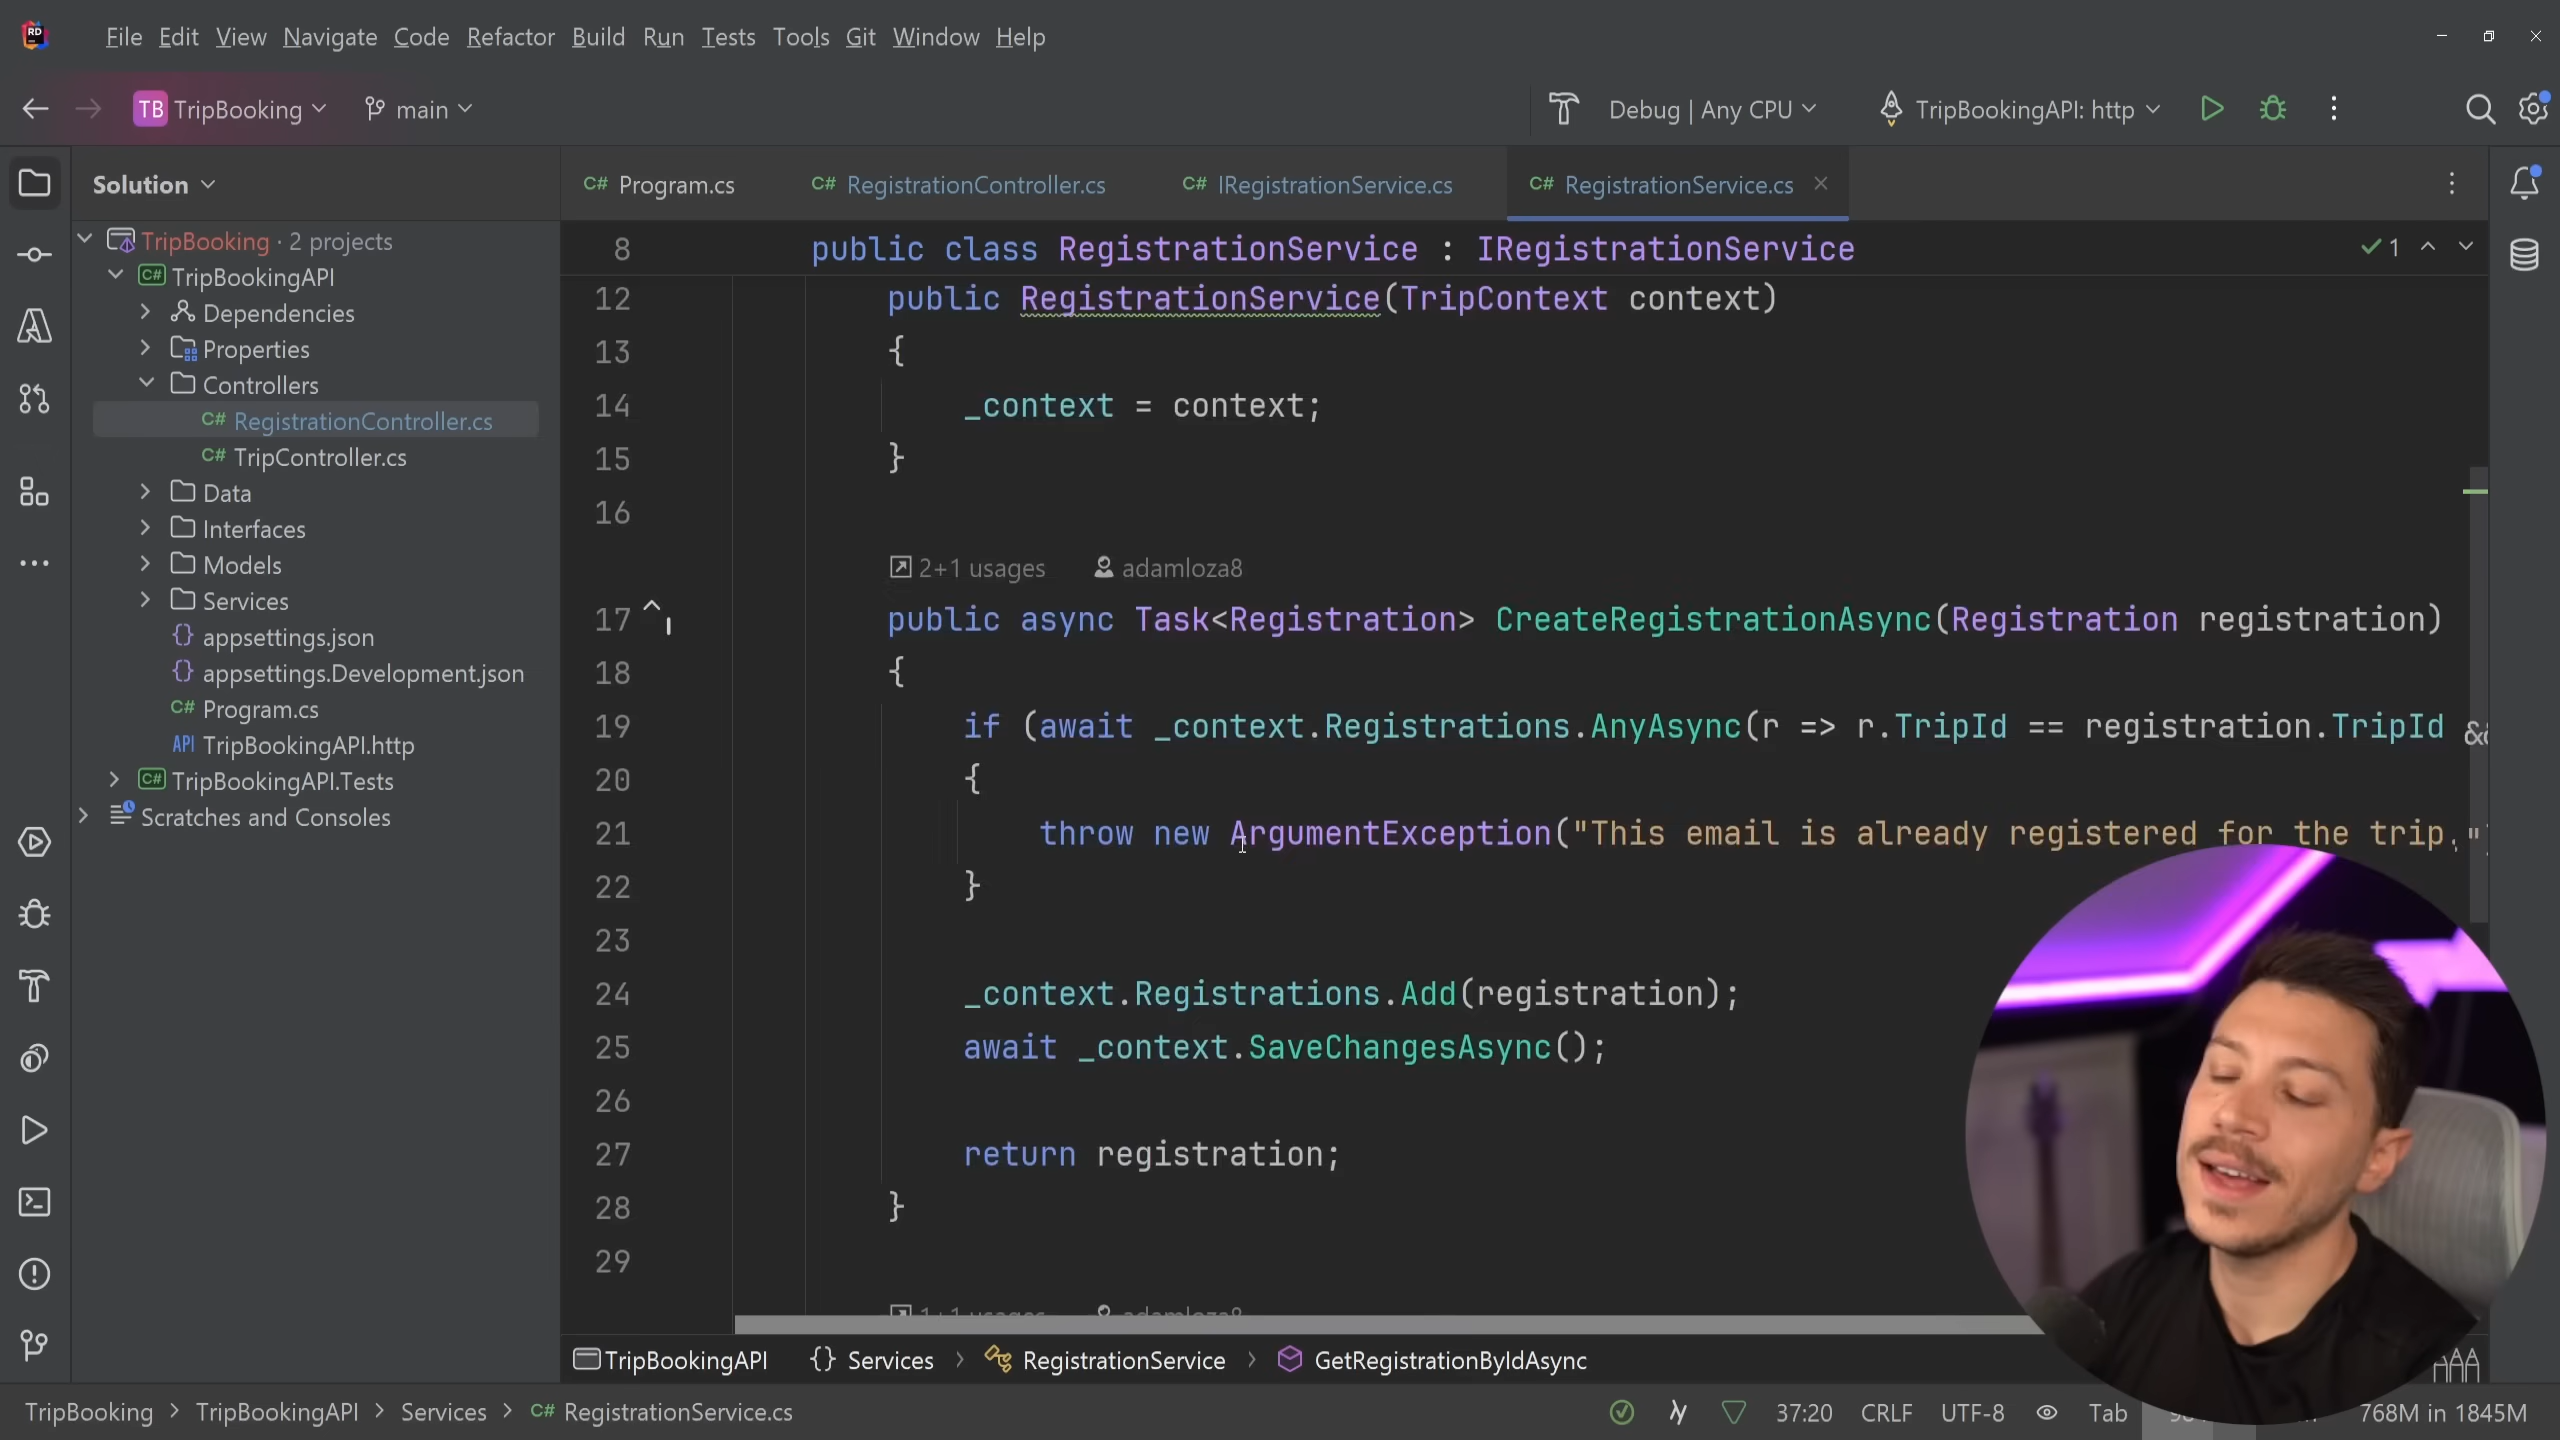 RD
File Edit View Navigate Code Refactor Build Run Tests Tools Git Window Help
TB TripBooking main Debug | Any CPU TripBookingAPI: http
Solution
C# Program.cs C# RegistrationController.cs C# IRegistrationService.cs C# RegistrationService.cs
TripBooking · 2 projects
TripBookingAPI
Dependencies
Properties
Controllers
C# RegistrationController.cs
C# TripController.cs
Data
Interfaces
Models
Services
{} appsettings.json
{} appsettings.Development.json
C# Program.cs
API TripBookingAPI.http
C# TripBookingAPI.Tests
Scratches and Consoles
8 public class RegistrationService : IRegistrationService 1
12 public RegistrationService(TripContext context)
13 {
14 _context = context;
15 }
16
2+1 usages adamloza8
17 public async Task<Registration> CreateRegistrationAsync(Registration registration)
18 {
19 if (await _context.Registrations.AnyAsync(r => r.TripId == registration.TripId
20 {
21 throw new ArgumentException("This email is already registered for the trip."
22 }
23
24 _context.Registrations.Add(registration);
25 await _context.SaveChangesAsync();
26
27 return registration;
28 }
29
1+1 usages adamloza8
TripBookingAPI {} Services > RegistrationService > GetRegistrationByIdAsync
TripBooking > TripBookingAPI > Services > C# RegistrationService.cs 37:20 CRLF UTF-8 Tab 768M in 1845M